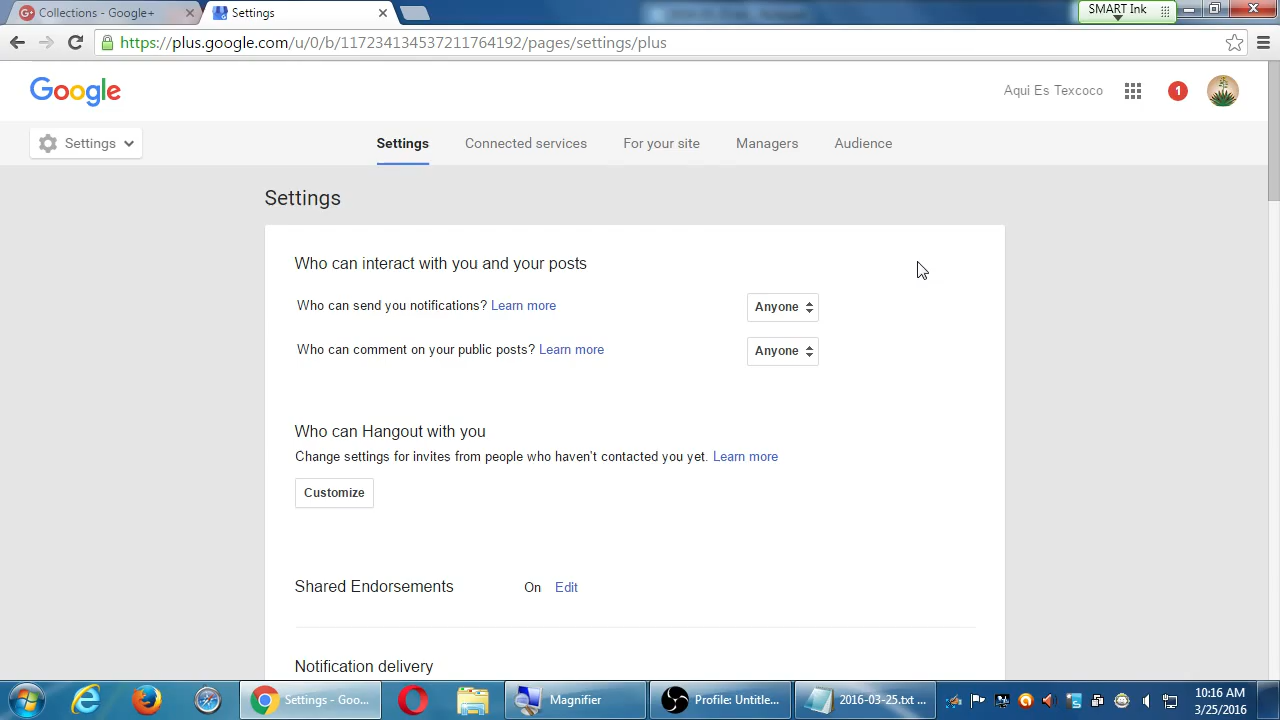 Collections - Google+
Settings
SMART Ink
https://plus.google.com/u/0/b/117234134537211764192/pages/settings/plus
Google
Aqui Es Texcoco
1
Settings
Settings
Connected services
For your site
Managers
Audience
Settings
Who can interact with you and your posts
Who can send you notifications? Learn more
Anyone
Who can comment on your public posts? Learn more
Anyone
Who can Hangout with you
Change settings for invites from people who haven't contacted you yet. Learn more
Customize
Shared Endorsements
On
Edit
Notification delivery
Settings - Goo...
Magnifier
Profile: Untitle...
2016-03-25.txt ...
10:16 AM
3/25/2016